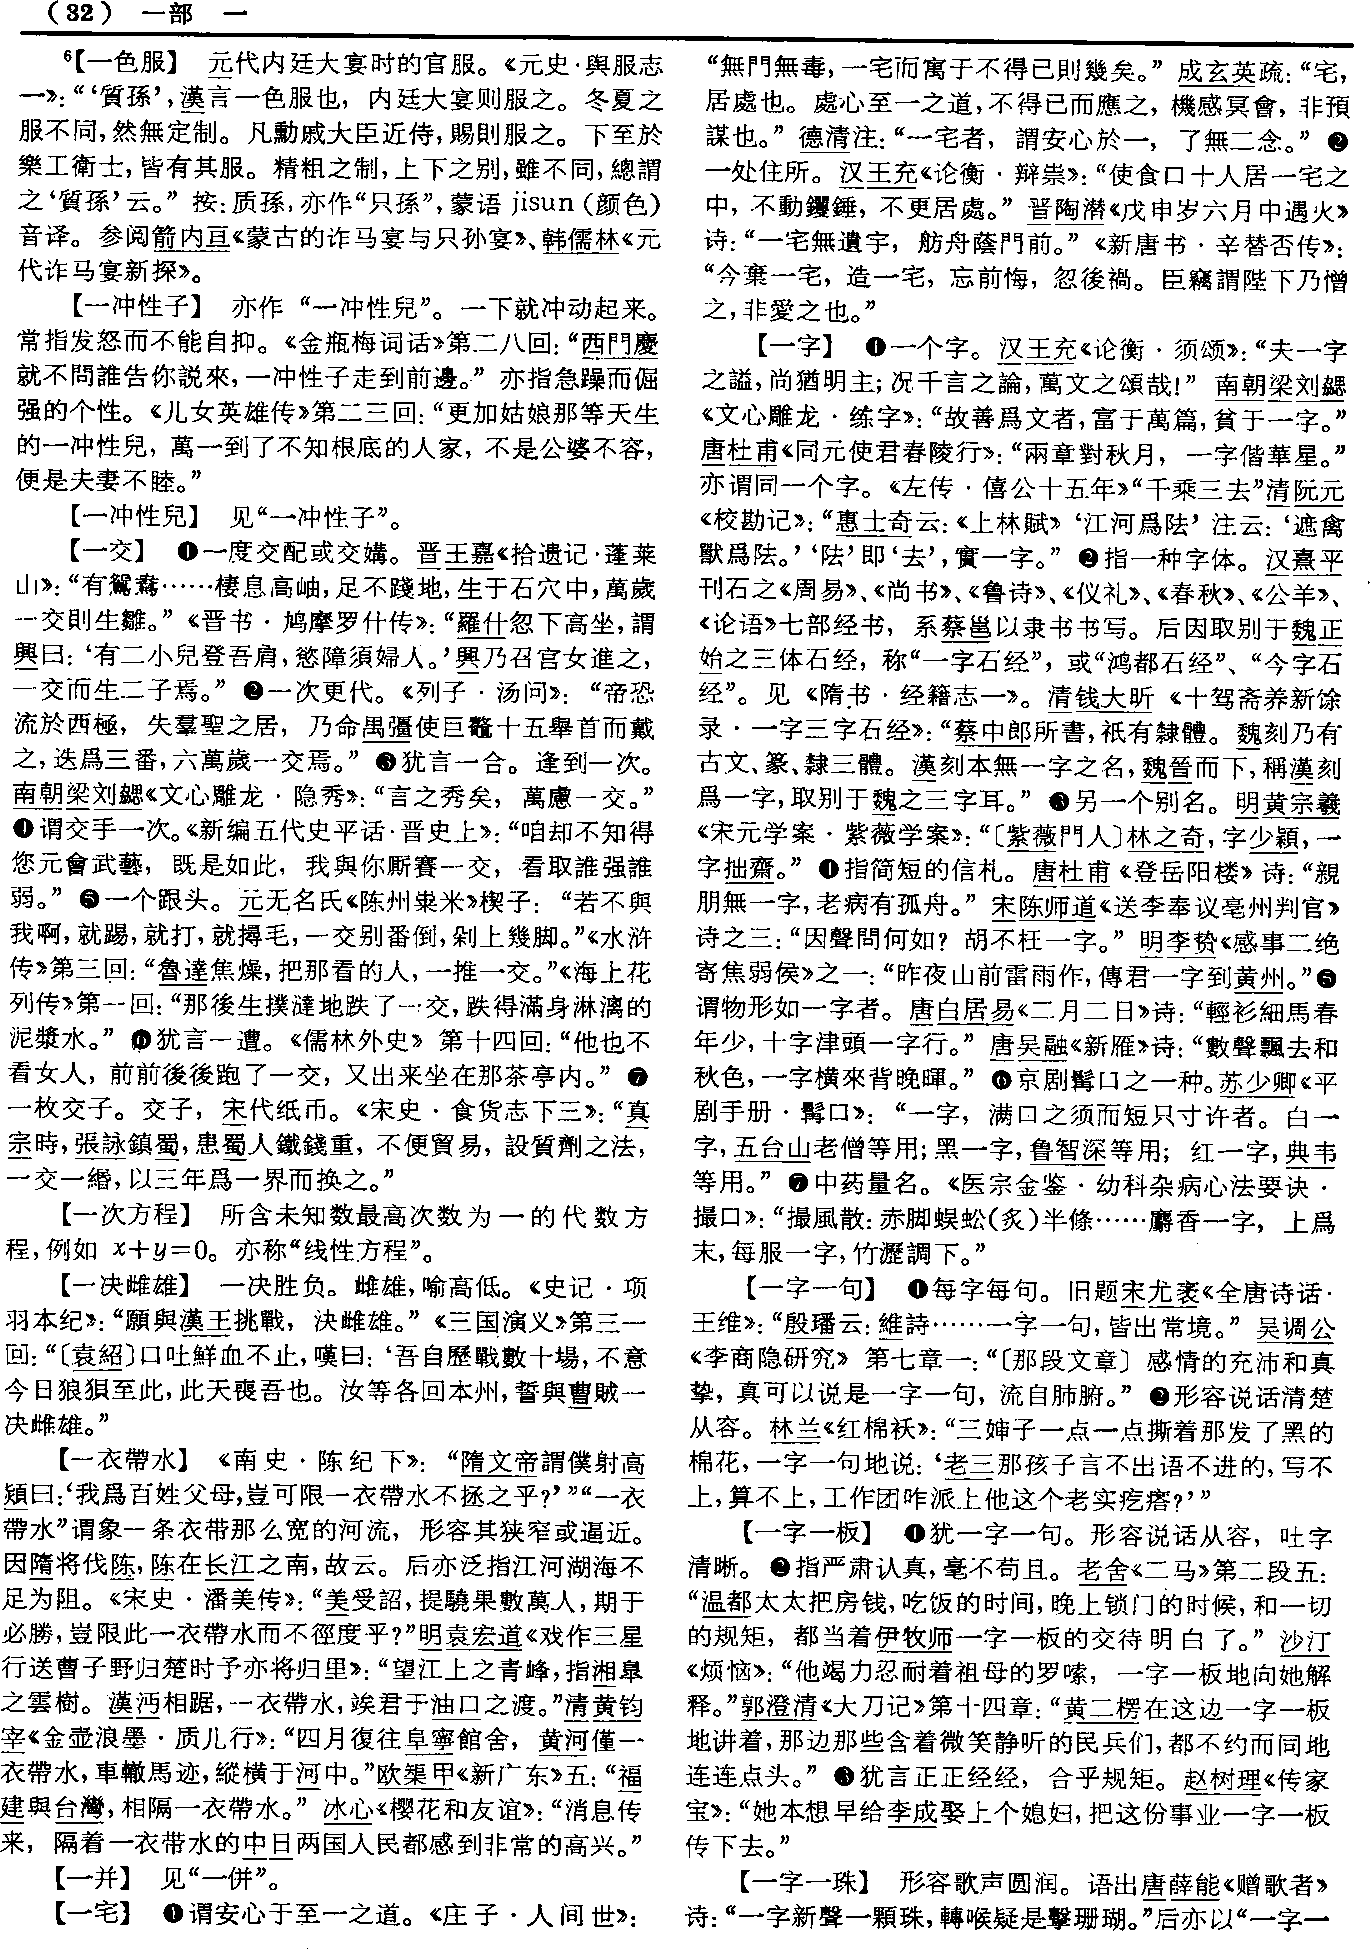 （32） 一部 一
⁶【一色服】 元代内廷大宴时的官服。《元史·舆服志
一》：“‘質孫’，漢言一色服也，内廷大宴则服之。冬夏之
服不同，然無定制。凡勳戚大臣近侍，賜則服之。下至於
樂工衛士，皆有其服。精粗之制，上下之别，雖不同，總謂
之‘質孫’云。”按：质孫，亦作“只孫”，蒙语jisun（颜色）
音译。参阅箭内亘《蒙古的诈马宴与只孙宴》、韩儒林《元
代诈马宴新探》。
【一冲性子】 亦作“一冲性兒”。一下就冲动起来。
常指发怒而不能自抑。《金瓶梅词话》第二八回：“西門慶
就不問誰告你説來，一冲性子走到前邊。”亦指急躁而倔
强的个性。《儿女英雄传》第二三回：“更加姑娘那等天生
的一冲性兒，萬一到了不知根底的人家，不是公婆不容，
便是夫妻不睦。”
【一冲性兒】 见“一冲性子”。
【一交】 ❶一度交配或交媾。晋王嘉《拾遗记·蓬莱
山》：“有鴛鴦……棲息高岫，足不踐地，生于石穴中，萬歲
一交則生雛。”《晋书·鸠摩罗什传》：“羅什忽下高坐，謂
興曰：‘有二小兒登吾肩，慾障須婦人。’興乃召宫女進之，
一交而生二子焉。”❷一次更代。《列子·汤问》：“帝恐
流於西極，失羣聖之居，乃命禺彊使巨鼇十五舉首而戴
之，迭爲三番，六萬歲一交焉。”❸犹言一合。逢到一次。
南朝梁刘勰《文心雕龙·隐秀》：“言之秀矣，萬慮一交。”
❹谓交手一次。《新编五代史平话·晋史上》：“咱却不知得
您元會武藝，既是如此，我與你厮賽一交，看取誰强誰
弱。”❺一个跟头。元无名氏《陈州粜米》楔子：“若不與
我啊，就踢，就打，就撏毛，一交别番倒，剁上幾脚。”《水浒
传》第三回：“魯達焦燥，把那看的人，一推一交。”《海上花
列传》第一回：“那後生撲達地跌了一交，跌得滿身淋漓的
泥漿水。”❻犹言一遭。《儒林外史》第十四回：“他也不
看女人，前前後後跑了一交，又出来坐在那茶亭内。”❼
一枚交子。交子，宋代纸币。《宋史·食货志下三》：“真
宗時，張詠鎮蜀，患蜀人鐵錢重，不便貿易，設質劑之法，
一交一緡，以三年爲一界而换之。”
【一次方程】 所含未知数最高次数为一的代数方
程，例如 x+y=0。亦称“线性方程”。
【一决雌雄】 一决胜负。雌雄，喻高低。《史记·项
羽本纪》：“願與漢王挑戰，决雌雄。”《三国演义》第三一
回：“〔袁紹〕口吐鮮血不止，嘆曰：‘吾自歷戰數十場，不意
今日狼狽至此，此天喪吾也。汝等各回本州，誓與曹賊一
决雌雄。”
【一衣帶水】 《南史·陈纪下》：“隋文帝謂僕射高
熲曰：‘我爲百姓父母，豈可限一衣帶水不拯之乎？’”“一衣
帶水”谓象一条衣带那么宽的河流，形容其狭窄或逼近。
因隋将伐陈，陈在长江之南，故云。后亦泛指江河湖海不
足为阻。《宋史·潘美传》：“美受詔，提驍果數萬人，期于
必勝，豈限此一衣帶水而不徑度乎？”明袁宏道《戏作三星
行送曹子野归楚时予亦将归里》：“望江上之青峰，指湘皐
之雲樹。漢沔相踞，一衣帶水，竢君于油口之渡。”清黄钧
宰《金壶浪墨·质儿行》：“四月復往阜寧館舍，黄河僅一
衣帶水，車轍馬迹，縱横于河中。”欧榘甲《新广东》五：“福
建與台灣，相隔一衣帶水。”冰心《樱花和友谊》：“消息传
来，隔着一衣带水的中日两国人民都感到非常的高兴。”
【一并】 见“一併”。
【一宅】 ❶谓安心于至一之道。《庄子·人间世》：
“無門無毒，一宅而寓于不得已則幾矣。”成玄英疏：“宅，
居處也。處心至一之道，不得已而應之，機感冥會，非預
謀也。”德清注：“一宅者，謂安心於一，了無二念。”❷
一处住所。汉王充《论衡·辩祟》：“使食口十人居一宅之
中，不動钁錘，不更居處。”晋陶潜《戊申岁六月中遇火》
诗：“一宅無遺宇，舫舟蔭門前。”《新唐书·辛替否传》：
“今棄一宅，造一宅，忘前悔，忽後禍。臣竊謂陛下乃憎
之，非愛之也。”
【一字】 ❶一个字。汉王充《论衡·须颂》：“夫一字
之謚，尚猶明主；况千言之論，萬文之頌哉！”南朝梁刘勰
《文心雕龙·练字》：“故善爲文者，富于萬篇，貧于一字。”
唐杜甫《同元使君春陵行》：“兩章對秋月，一字偕華星。”
亦谓同一个字。《左传·僖公十五年》“千乘三去”清阮元
《校勘记》：“惠士奇云：《上林賦》‘江河爲阹’注云：‘遮禽
獸爲阹。’‘阹’即‘去’，實一字。”❷指一种字体。汉熹平
刊石之《周易》、《尚书》、《鲁诗》、《仪礼》、《春秋》、《公羊》、
《论语》七部经书，系蔡邕以隶书书写。后因取别于魏正
始之三体石经，称“一字石经”，或“鸿都石经”、“今字石
经”。见《隋书·经籍志一》。清钱大昕《十驾斋养新馀
录·一字三字石经》：“蔡中郎所書，祇有隸體。魏刻乃有
古文、篆、隸三體。漢刻本無一字之名，魏晉而下，稱漢刻
爲一字，取别于魏之三字耳。”❸另一个别名。明黄宗羲
《宋元学案·紫薇学案》：“〔紫薇門人〕林之奇，字少穎，一
字拙齋。”❹指简短的信札。唐杜甫《登岳阳楼》诗：“親
朋無一字，老病有孤舟。”宋陈师道《送李奉议亳州判官》
诗之三：“因聲問何如？胡不枉一字。”明李贽《感事二绝
寄焦弱侯》之一：“昨夜山前雷雨作，傳君一字到黄州。”❺
谓物形如一字者。唐白居易《二月二日》诗：“輕衫細馬春
年少，十字津頭一字行。”唐吴融《新雁》诗：“數聲飄去和
秋色，一字横來背晚暉。”❻京剧髯口之一种。苏少卿《平
剧手册·髯口》：“一字，满口之须而短只寸许者。白一
字，五台山老僧等用；黑一字，鲁智深等用；红一字，典韦
等用。”❼中药量名。《医宗金鉴·幼科杂病心法要诀·
撮口》：“撮風散：赤脚蜈蚣（炙）半條……麝香一字，上爲
末，每服一字，竹瀝調下。”
【一字一句】 ❶每字每句。旧题宋尤袤《全唐诗话·
王维》：“殷璠云：維詩……一字一句，皆出常境。”吴调公
《李商隐研究》第七章一：“〔那段文章〕感情的充沛和真
挚，真可以说是一字一句，流自肺腑。”❷形容说话清楚
从容。林兰《红棉袄》：“三婶子一点一点撕着那发了黑的
棉花，一字一句地说：‘老三那孩子言不出语不进的，写不
上，算不上，工作团咋派上他这个老实疙瘩？’”
【一字一板】 ❶犹一字一句。形容说话从容，吐字
清晰。❷指严肃认真，毫不苟且。老舍《二马》第二段五：
“温都太太把房钱，吃饭的时间，晚上锁门的时候，和一切
的规矩，都当着伊牧师一字一板的交待明白了。”沙汀
《烦恼》：“他竭力忍耐着祖母的罗嗦，一字一板地向她解
释。”郭澄清《大刀记》第十四章：“黄二楞在这边一字一板
地讲着，那边那些含着微笑静听的民兵们，都不约而同地
连连点头。”❸犹言正正经经，合乎规矩。赵树理《传家
宝》：“她本想早给李成娶上个媳妇，把这份事业一字一板
传下去。”
【一字一珠】 形容歌声圆润。语出唐薛能《赠歌者》
诗：“一字新聲一顆珠，轉喉疑是擊珊瑚。”后亦以“一字一